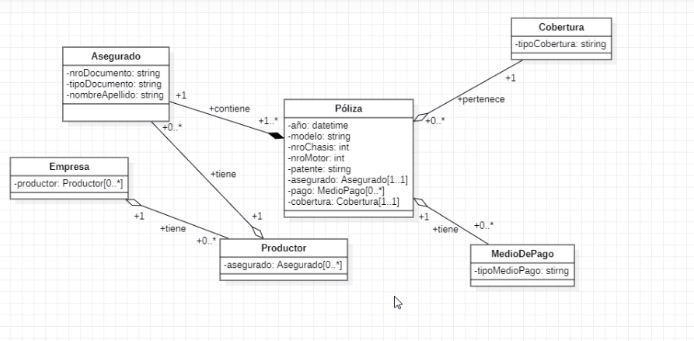 Cobertura
-tipoCobertura: stiring
+1
+pertenece
+0..*
Asegurado
-nroDocumento: string
-tipoDocumento: string
-nombreApellido: string
+1
+contiene
+1..*
+0..*
Póliza
-año: datetime
-modelo: string
-nroChasis: int
-nroMotor: int
-patente: stirng
-asegurado: Asegurado[1..1]
-pago: MedioPago[0..*]
-cobertura: Cobertura[1..1]
+tiene
+1
Empresa
-productor: Productor[0..*]
+1
+tiene
+0..*
Productor
-asegurado: Asegurado[0..*]
+1
+tiene
+0..*
MedioDePago
-tipoMedioPago: stirng